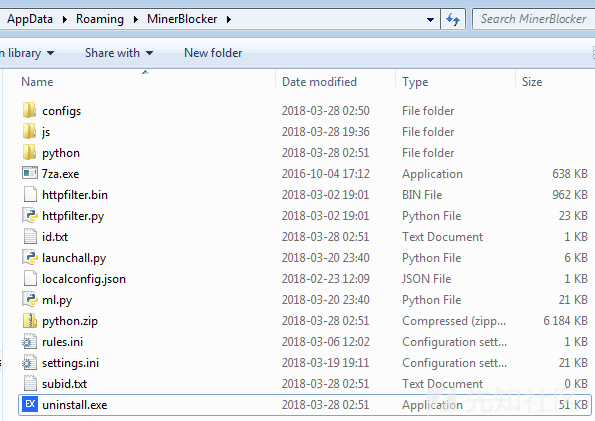 AppData Roaming MinerBlocker Search MinerBlocker
n library Share with New folder
Name Date modified Type Size
configs 2018-03-28 02:50 File folder
js 2018-03-28 19:36 File folder
python 2018-03-28 02:51 File folder
7za.exe 2016-10-04 17:12 Application 638 KB
httpfilter.bin 2018-03-02 19:01 BIN File 962 KB
httpfilter.py 2018-03-02 19:01 Python File 23 KB
id.txt 2018-03-28 02:51 Text Document 1 KB
launchall.py 2018-03-20 23:40 Python File 6 KB
localconfig.json 2018-02-23 12:09 JSON File 1 KB
ml.py 2018-03-20 23:40 Python File 21 KB
python.zip 2018-03-28 02:51 Compressed (zipp... 6 184 KB
rules.ini 2018-03-06 12:02 Configuration sett... 1 KB
settings.ini 2018-03-19 19:11 Configuration sett... 21 KB
subid.txt 2018-03-28 02:51 Text Document 0 KB
EX uninstall.exe 2018-03-28 02:51 Application 51 KB
先知社区